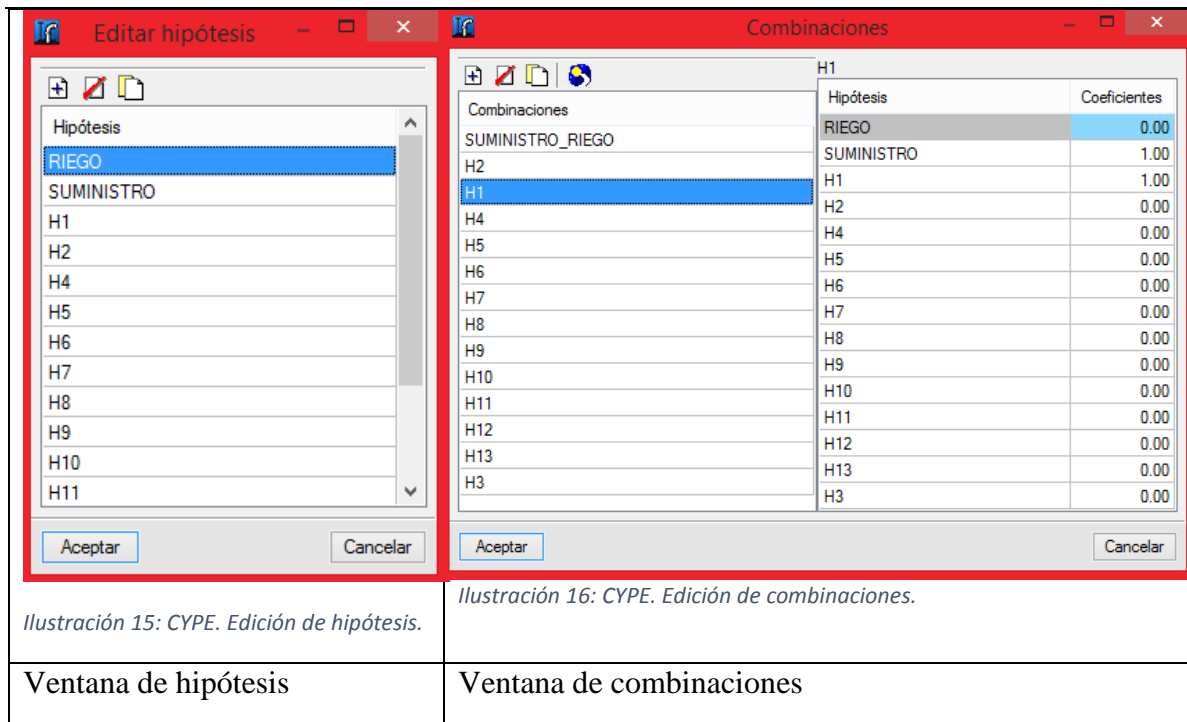 Editar hipótesis
Hipótesis
RIEGO
SUMINISTRO
H1
H2
H4
H5
H6
H7
H8
H9
H10
H11
Aceptar Cancelar
Ilustración 15: CYPE. Edición de hipótesis.
Ventana de hipótesis
Combinaciones
Combinaciones
SUMINISTRO_RIEGO
H2
H1
H4
H5
H6
H7
H8
H9
H10
H11
H12
H13
H3
H1
Hipótesis Coeficientes
RIEGO 0.00
SUMINISTRO 1.00
H1 1.00
H2 0.00
H4 0.00
H5 0.00
H6 0.00
H7 0.00
H8 0.00
H9 0.00
H10 0.00
H11 0.00
H12 0.00
H13 0.00
H3 0.00
Aceptar Cancelar
Ilustración 16: CYPE. Edición de combinaciones.
Ventana de combinaciones